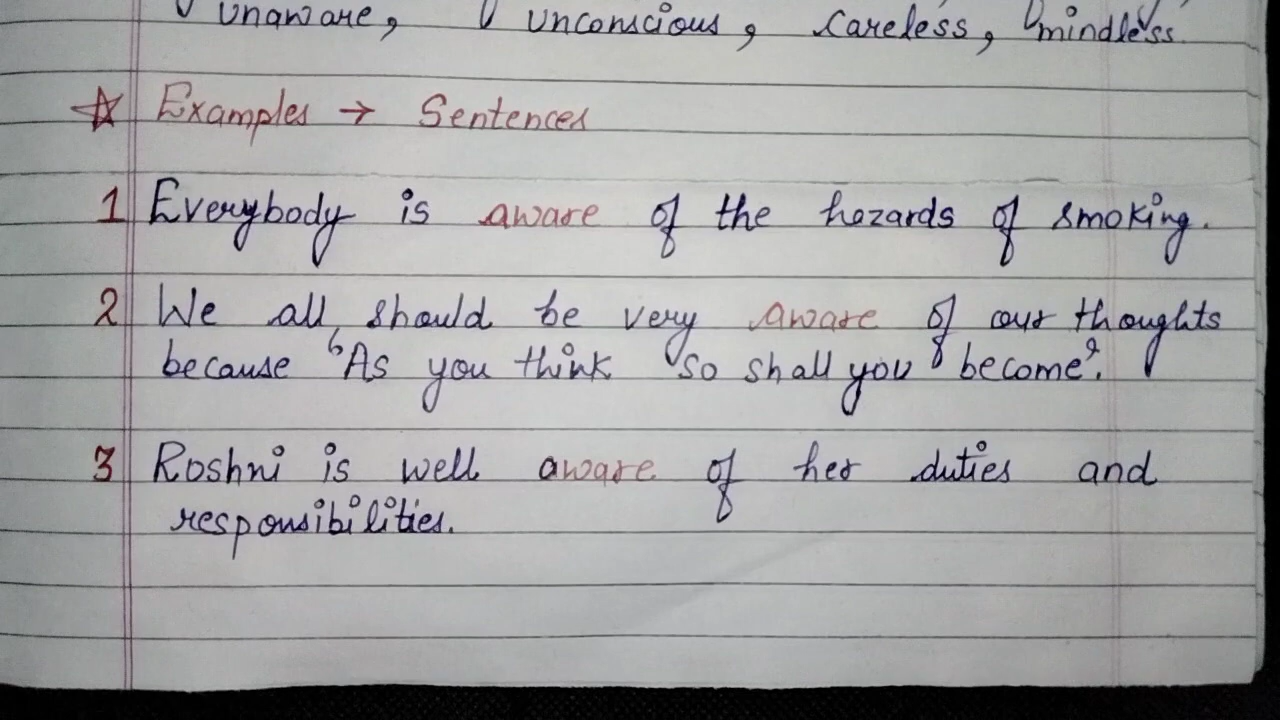 unaware, unconscious, careless, mindless
☆ Examples → Sentences
1 Everybody is aware of the hazards of smoking.
2 We all should be very aware of our thoughts
because "As you think so shall you become".
3 Roshni is well aware of her duties and
responsibilities.